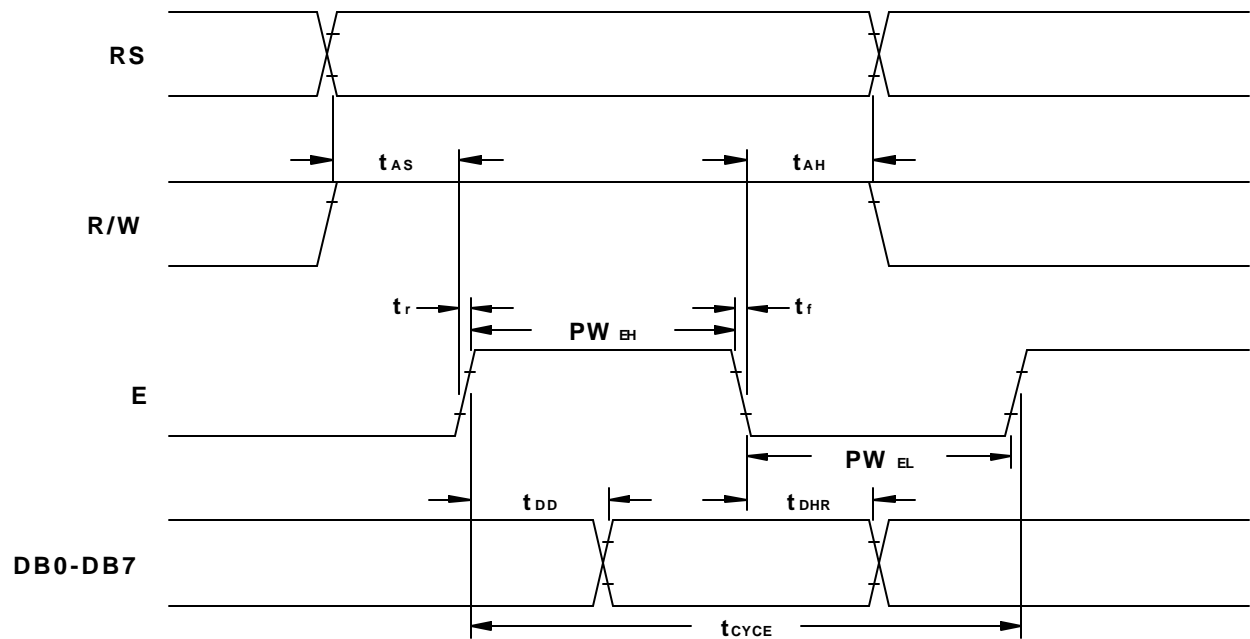 RS
tAS
tAH
R/W
tr
tf
PW EH
E
PW EL
tDD
tDHR
DB0-DB7
tCYCE